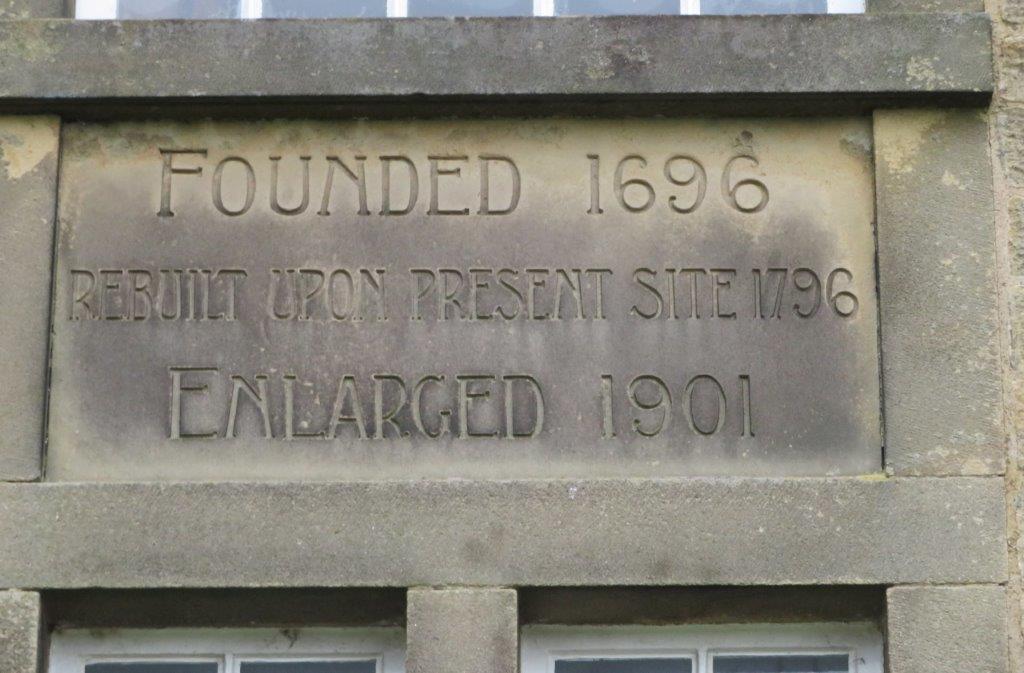 FOUNDED 1696
REBUILT UPON PRESENT SITE 1796
ENLARGED 1901